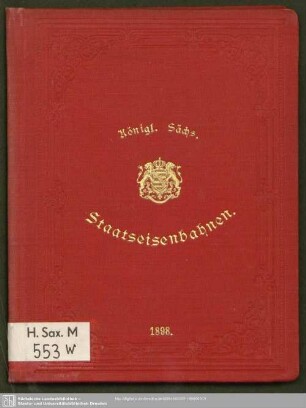 Königl. Sächs.
Staatseisenbahnen.
H. Sax. M
553 W
1898.